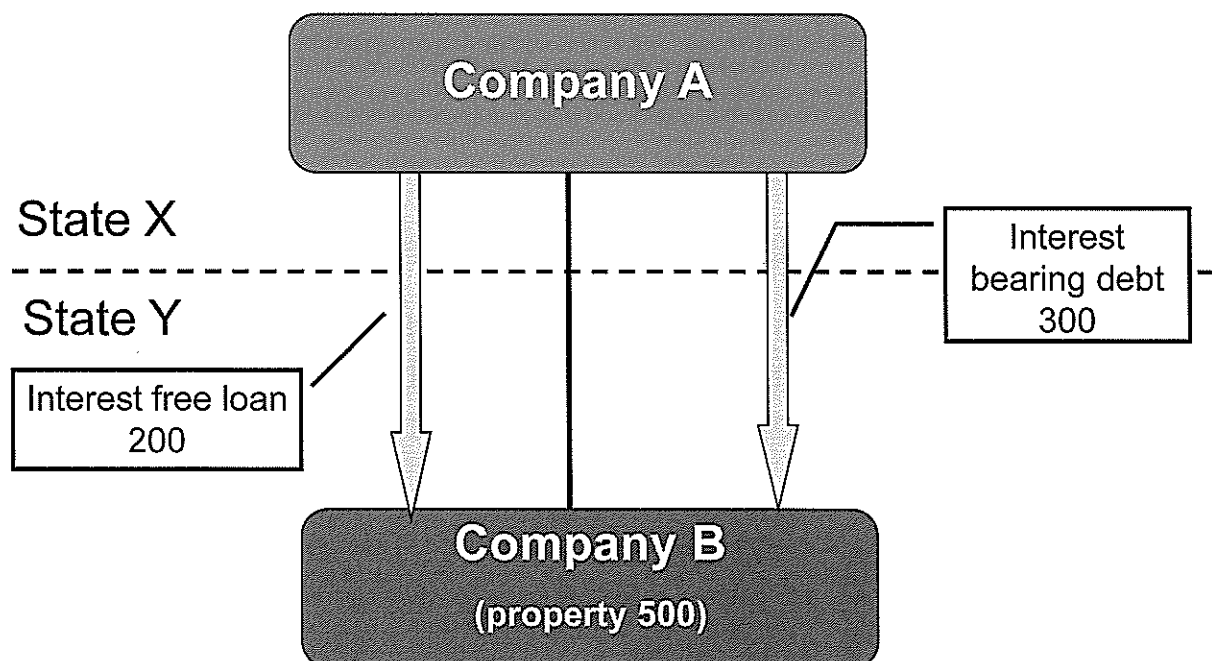 Company A
State X
Interest
bearing debt
300
State Y
Interest free loan
200
Company B
(property 500)